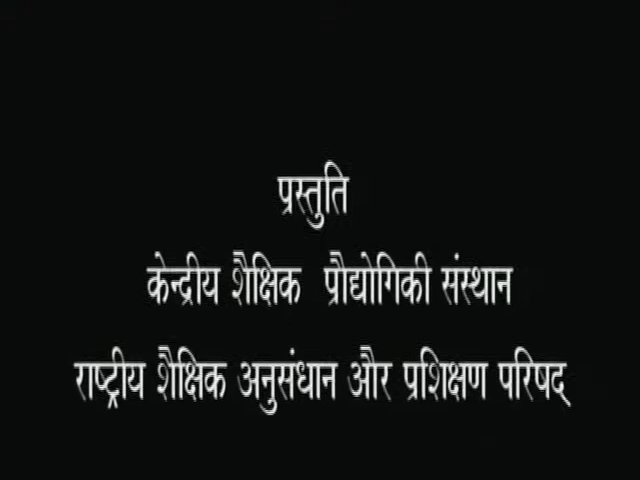 प्रस्तुति
केन्द्रीय शैक्षिक प्रौद्योगिकी संस्थान
राष्ट्रीय शैक्षिक अनुसंधान और प्रशिक्षण परिषद्